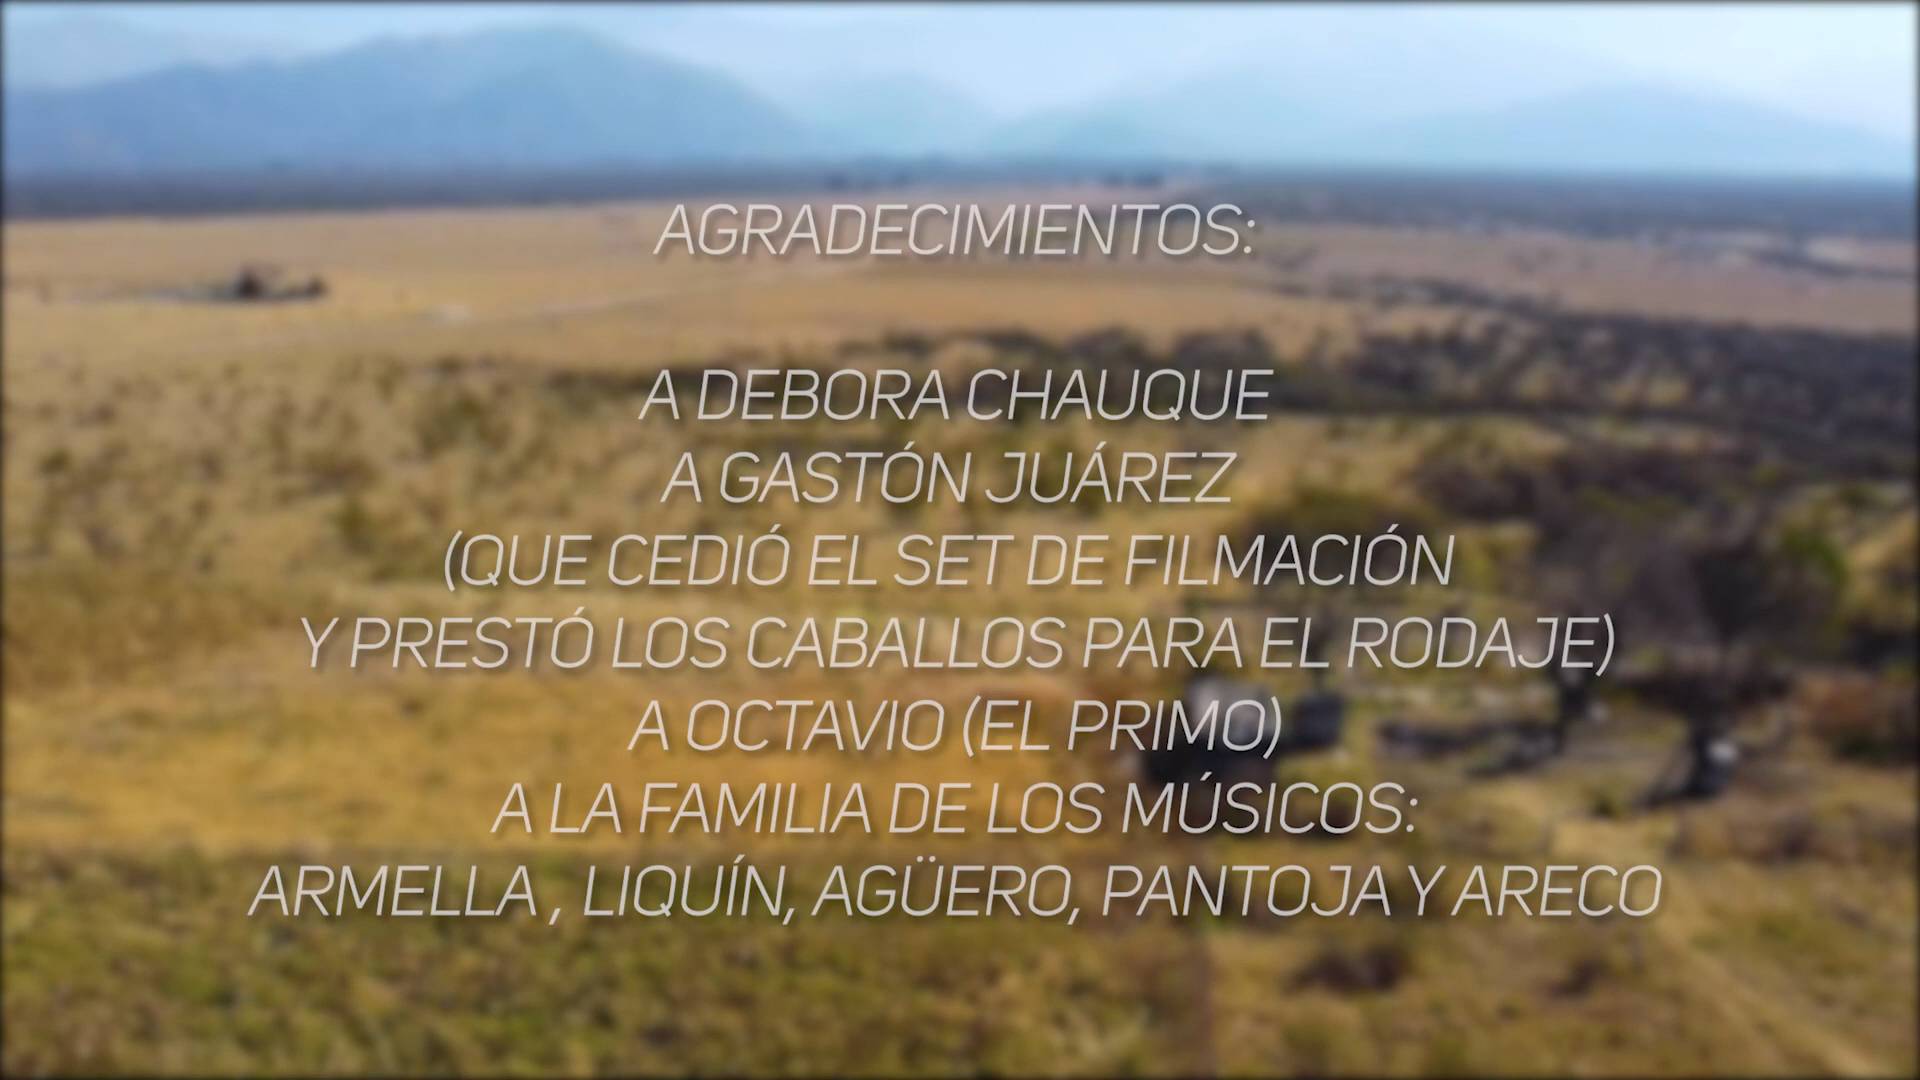 AGRADECIMIENTOS:
A DEBORA CHAUQUE
A GASTÓN JUÁREZ
(QUE CEDIÓ EL SET DE FILMACIÓN
Y PRESTÓ LOS CABALLOS PARA EL RODAJE)
A OCTAVIO (EL PRIMO)
A LA FAMILIA DE LOS MÚSICOS:
ARMELLA , LIQUÍN, AGÜERO, PANTOJA Y ARECO